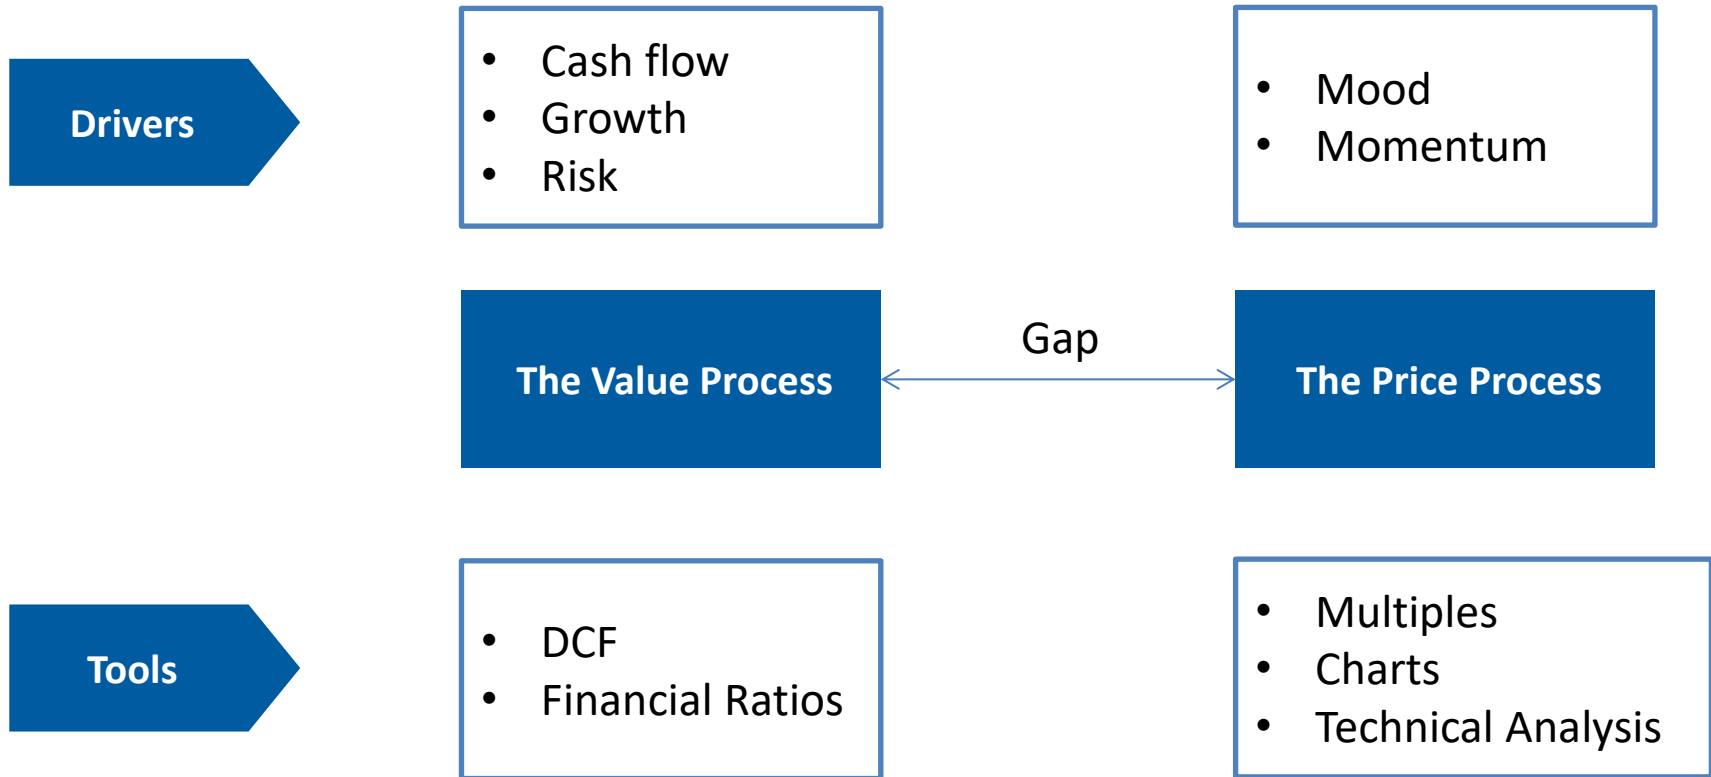 Drivers
• Cash flow
• Growth
• Risk
• Mood
• Momentum
The Value Process
Gap
The Price Process
Tools
• DCF
• Financial Ratios
• Multiples
• Charts
• Technical Analysis